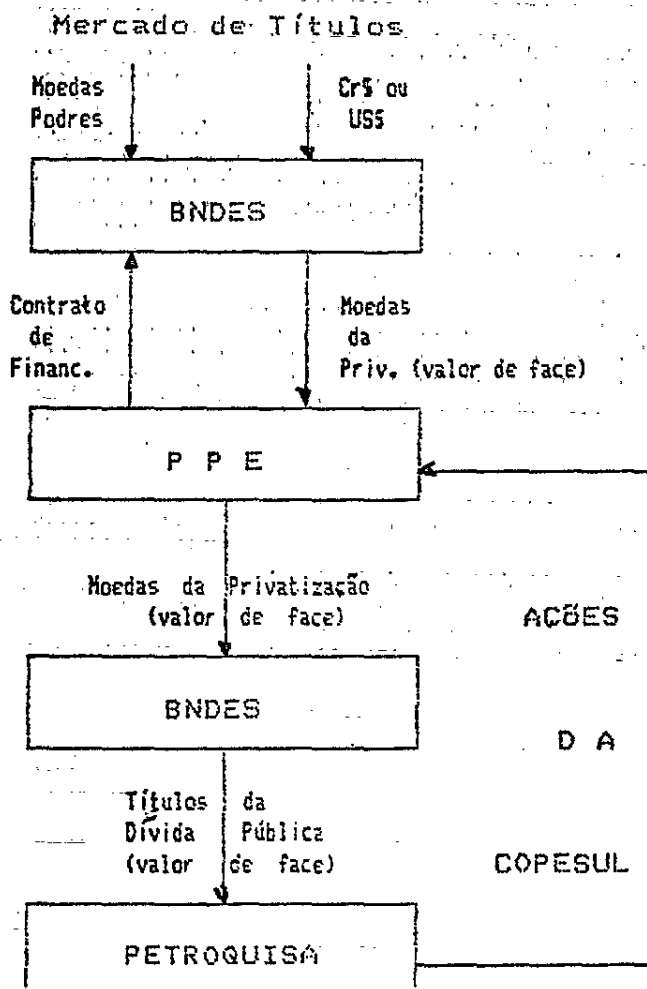 Mercado de Títulos
Moedas
Podres
Cr$ ou
US$
BNDES
Contrato
de
Financ.
Moedas
da
Priv. (valor de face)
P P E
Moedas da Privatização
(valor de face)
AÇÕES
BNDES
D A
Títulos da
Dívida Pública
(valor de face)
COPESUL
PETROQUISA